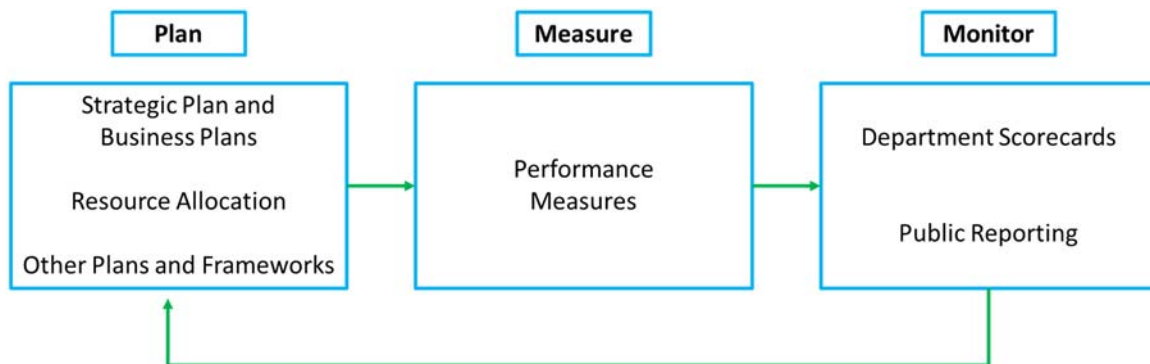 Plan
Measure
Monitor
Strategic Plan and
Business Plans
Resource Allocation
Other Plans and Frameworks
Performance
Measures
Department Scorecards
Public Reporting